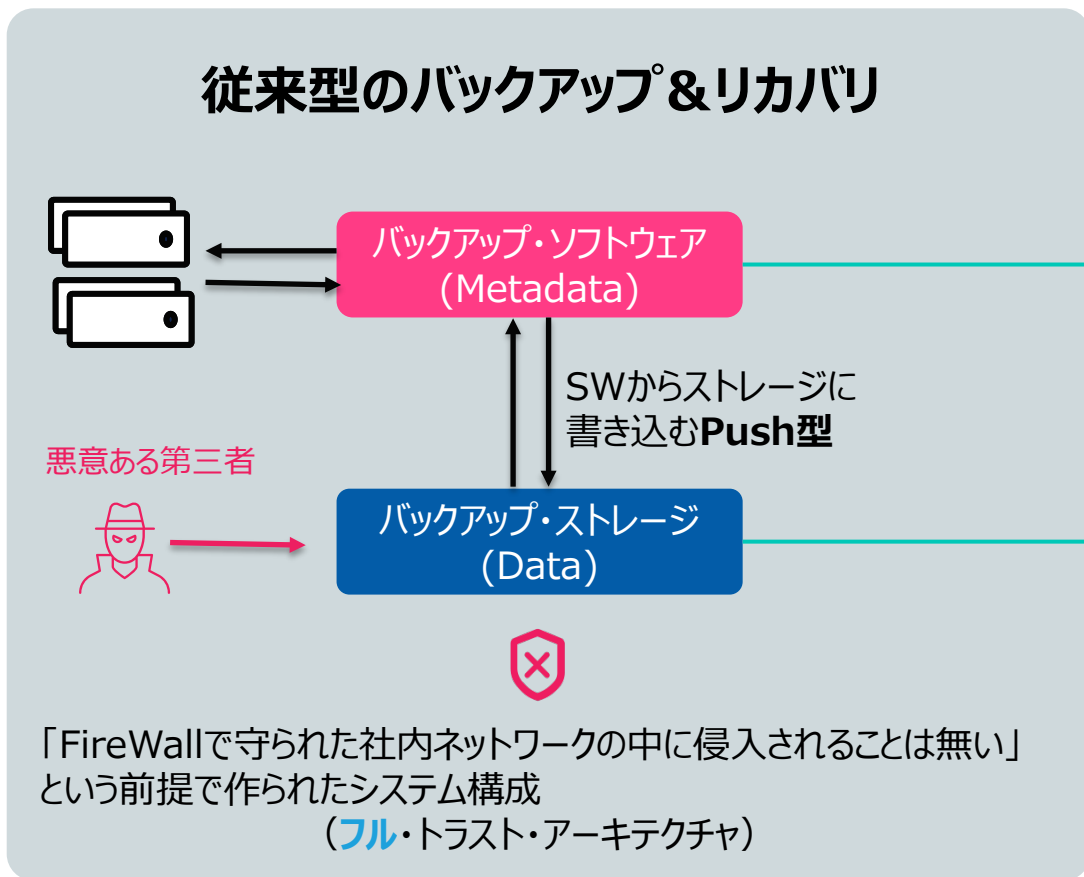 従来型のバックアップ&リカバリ
バックアップ・ソフトウェア
(Metadata)
SWからストレージに
書き込むPush型
悪意ある第三者
バックアップ・ストレージ
(Data)
「FireWallで守られた社内ネットワークの中に侵入されることは無い」
という前提で作られたシステム構成
(フル・トラスト・アーキテクチャ)